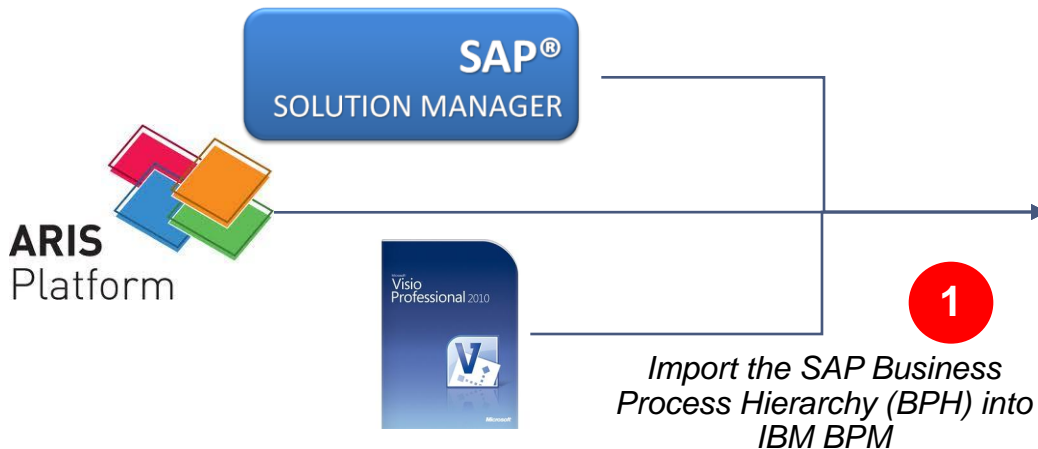 SAP®
SOLUTION MANAGER
ARIS
Platform
Microsoft
Visio
Professional 2010
V
Microsoft
1
Import the SAP Business
Process Hierarchy (BPH) into
IBM BPM